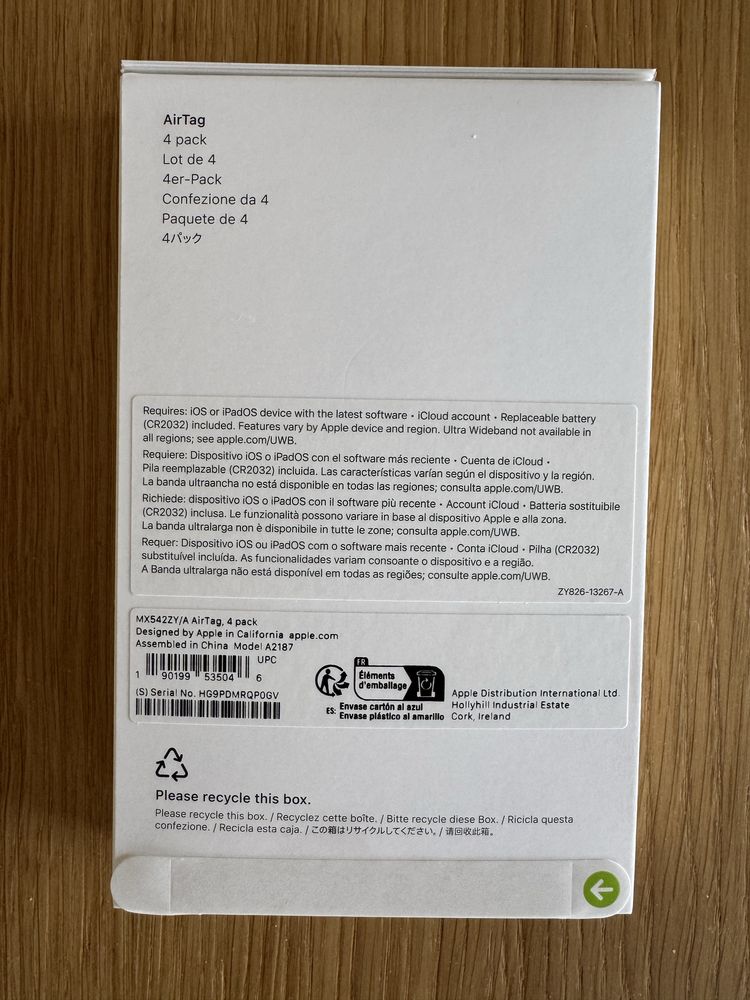 AirTag
4 pack
Lot de 4
4er-Pack
Confezione da 4
Paquete de 4
4パック
Requires: iOS or iPadOS device with the latest software • iCloud account • Replaceable battery
(CR2032) included. Features vary by Apple device and region. Ultra Wideband not available in
all regions; see apple.com/UWB.
Requiere: Dispositivo iOS o iPadOS con el software más reciente • Cuenta de iCloud •
Pila reemplazable (CR2032) incluida. Las características varían según el dispositivo y la región.
La banda ultraancha no está disponible en todas las regiones; consulta apple.com/UWB.
Richiede: dispositivo iOS o iPadOS con il software più recente • Account iCloud • Batteria sostituibile
(CR2032) inclusa. Le funzionalità possono variare in base al dispositivo Apple e alla zona.
La banda ultralarga non è disponibile in tutte le zone; consulta apple.com/UWB.
Requer: Dispositivo iOS ou iPadOS com o software mais recente • Conta iCloud • Pilha (CR2032)
substituível incluída. As funcionalidades variam consoante o dispositivo e a região.
A Banda ultralarga não está disponível em todas as regiões; consulte apple.com/UWB.
ZY826-13267-A
MX542ZY/A AirTag, 4 pack
Designed by Apple in California apple.com
Assembled in China Model A2187
UPC
1 90199 53504 6
(S) Serial No. HG9PDMRQP0GV
FR
Éléments
d'emballage
ES: Envase cartón al azul
Envase plástico al amarillo
Apple Distribution International Ltd.
Hollyhill Industrial Estate
Cork, Ireland
Please recycle this box.
Please recycle this box. / Recyclez cette boîte. / Bitte recycle diese Box. / Ricicla questa
confezione. / Recicla esta caja. / この箱はリサイクルしてください。/ 请回收此箱。